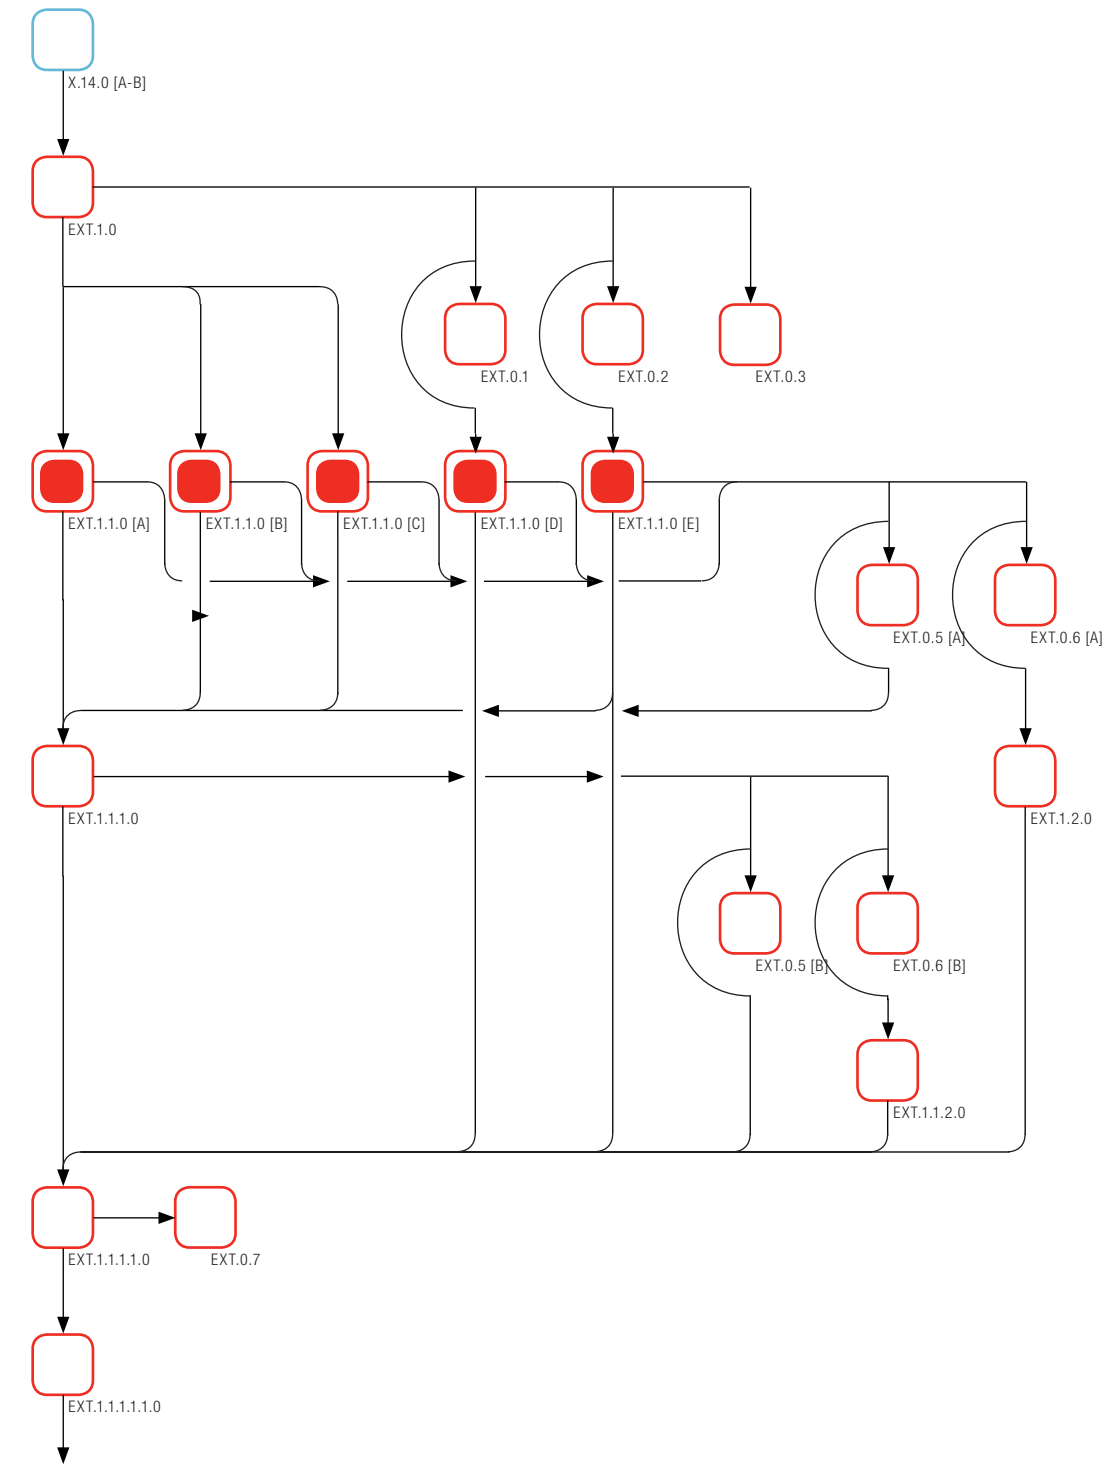 X.14.0 [A-B]
EXT.1.0
EXT.0.1
EXT.0.2
EXT.0.3
EXT.1.1.0 [A]
EXT.1.1.0 [B]
EXT.1.1.0 [C]
EXT.1.1.0 [D]
EXT.1.1.0 [E]
EXT.0.5 [A]
EXT.0.6 [A]
EXT.1.1.1.0
EXT.1.2.0
EXT.0.5 [B]
EXT.0.6 [B]
EXT.1.1.2.0
EXT.1.1.1.1.0
EXT.0.7
EXT.1.1.1.1.1.0